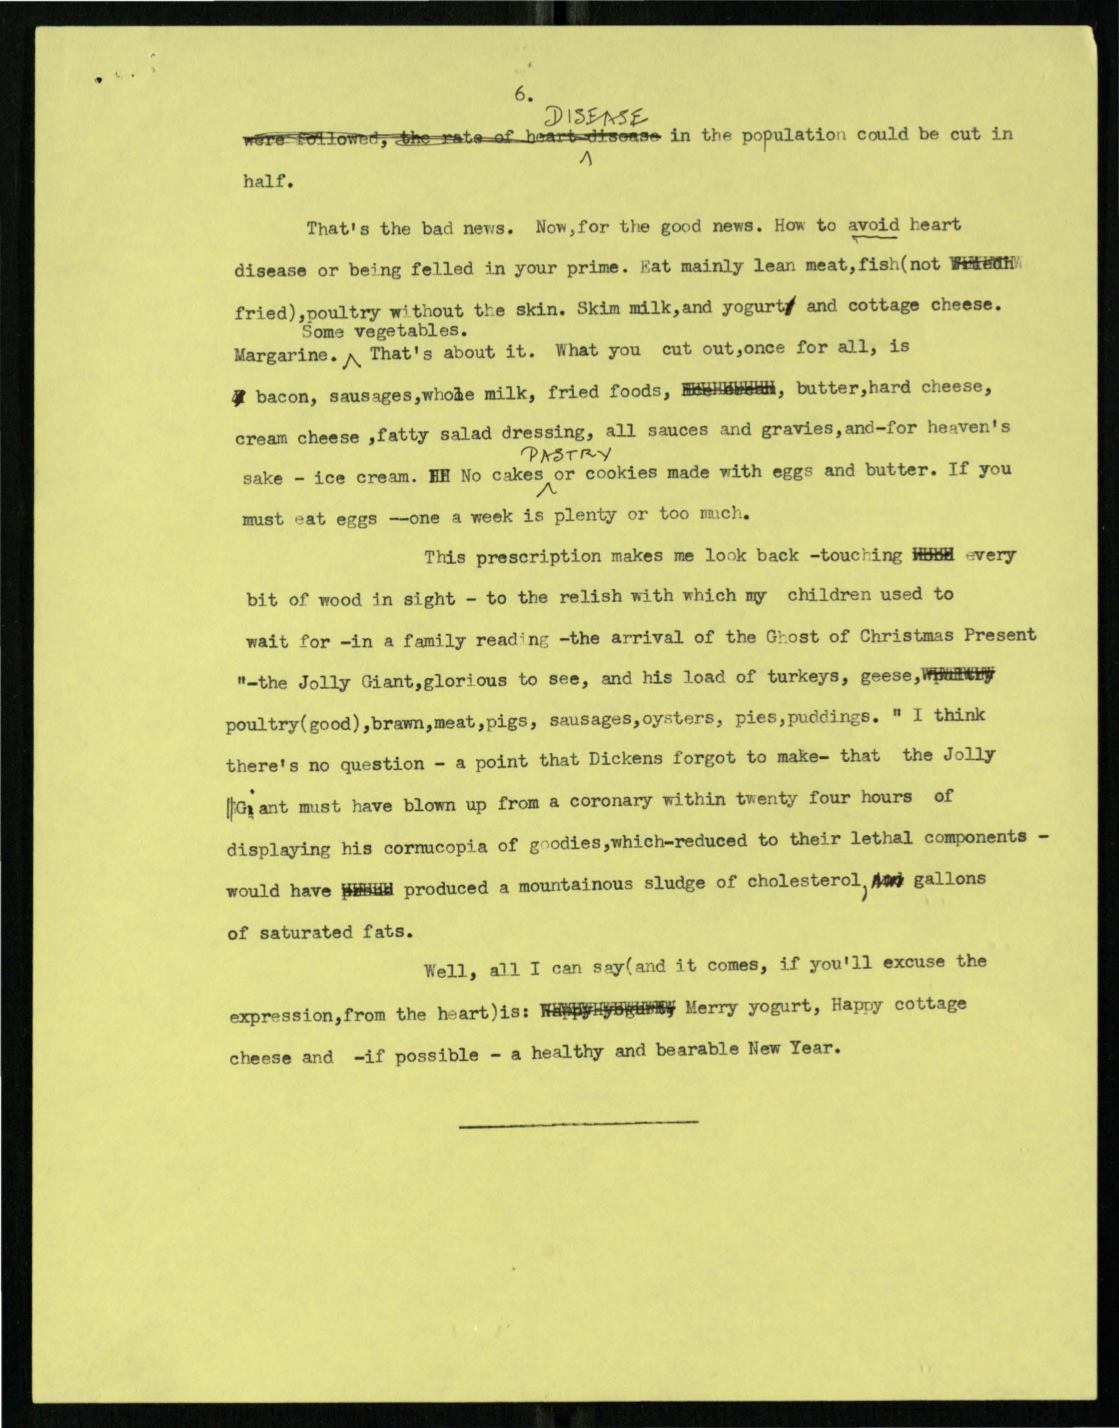 6.
DISEASE
were followed, the rate of heart disease in the population could be cut in
half.
That's the bad news. Now,for the good news. How to avoid heart
disease or being felled in your prime. Eat mainly lean meat,fish(not
fried),poultry without the skin. Skim milk,and yogurt and cottage cheese.
Some vegetables.
Margarine. That's about it. What you cut out,once for all, is
bacon, sausages,whole milk, fried foods, , butter,hard cheese,
cream cheese ,fatty salad dressing, all sauces and gravies,and-for heaven's
PASTRY
sake - ice cream. No cakes or cookies made with eggs and butter. If you
must eat eggs --one a week is plenty or too much.
This prescription makes me look back -touching every
bit of wood in sight - to the relish with which my children used to
wait for -in a family reading -the arrival of the Ghost of Christmas Present
"-the Jolly Giant,glorious to see, and his load of turkeys, geese,
poultry(good),brawn,meat,pigs, sausages,oysters, pies,puddings. " I think
there's no question - a point that Dickens forgot to make- that the Jolly
Giant must have blown up from a coronary within twenty four hours of
displaying his cornucopia of goodies,which-reduced to their lethal components -
would have produced a mountainous sludge of cholesterol, and gallons
of saturated fats.
Well, all I can say(and it comes, if you'll excuse the
expression,from the heart)is: Merry yogurt, Happy cottage
cheese and -if possible - a healthy and bearable New Year.